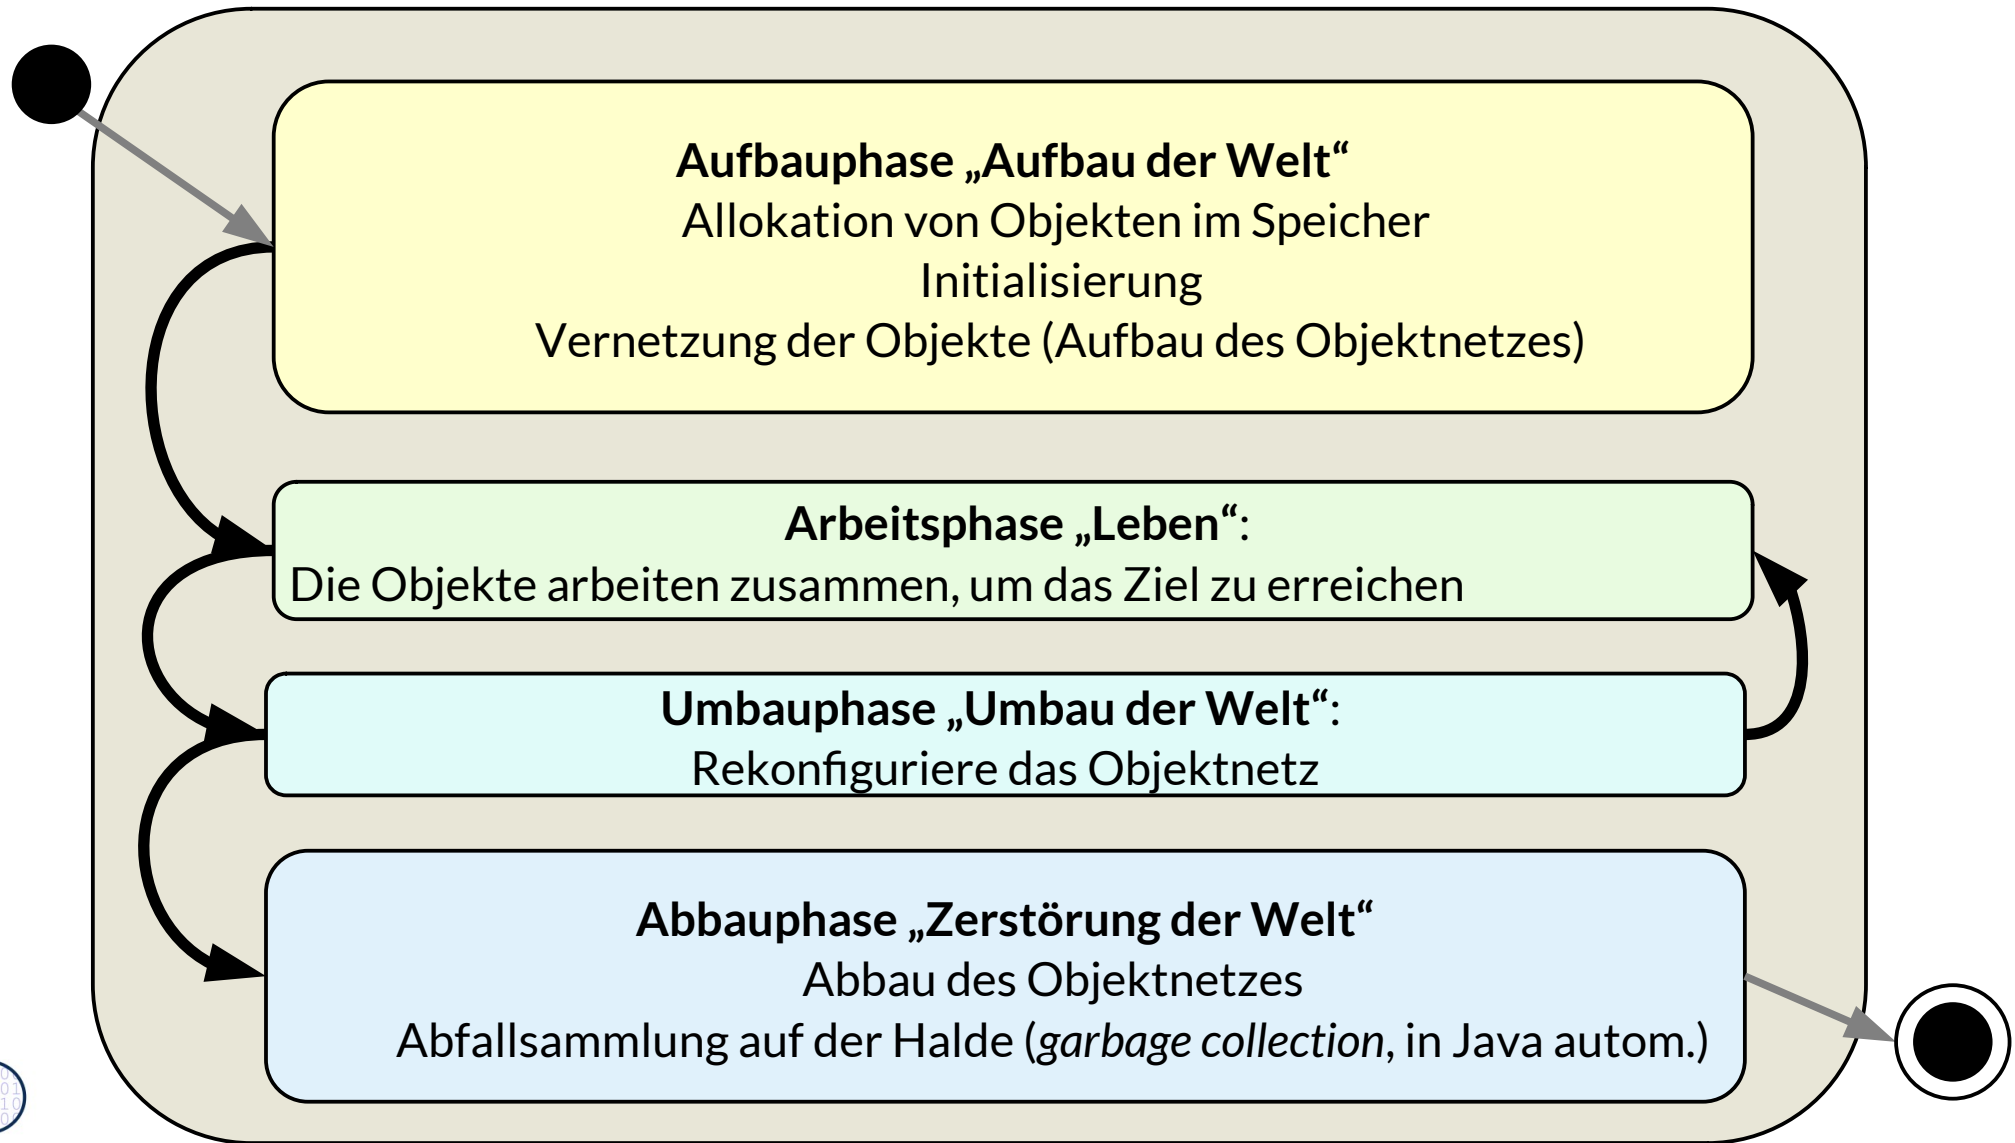 Aufbauphase „Aufbau der Welt“
Allokation von Objekten im Speicher
Initialisierung
Vernetzung der Objekte (Aufbau des Objektnetzes)
Arbeitsphase „Leben“:
Die Objekte arbeiten zusammen, um das Ziel zu erreichen
Umbauphase „Umbau der Welt“:
Rekonfiguriere das Objektnetz
Abbauphase „Zerstörung der Welt“
Abbau des Objektnetzes
Abfallsammlung auf der Halde (garbage collection, in Java autom.)